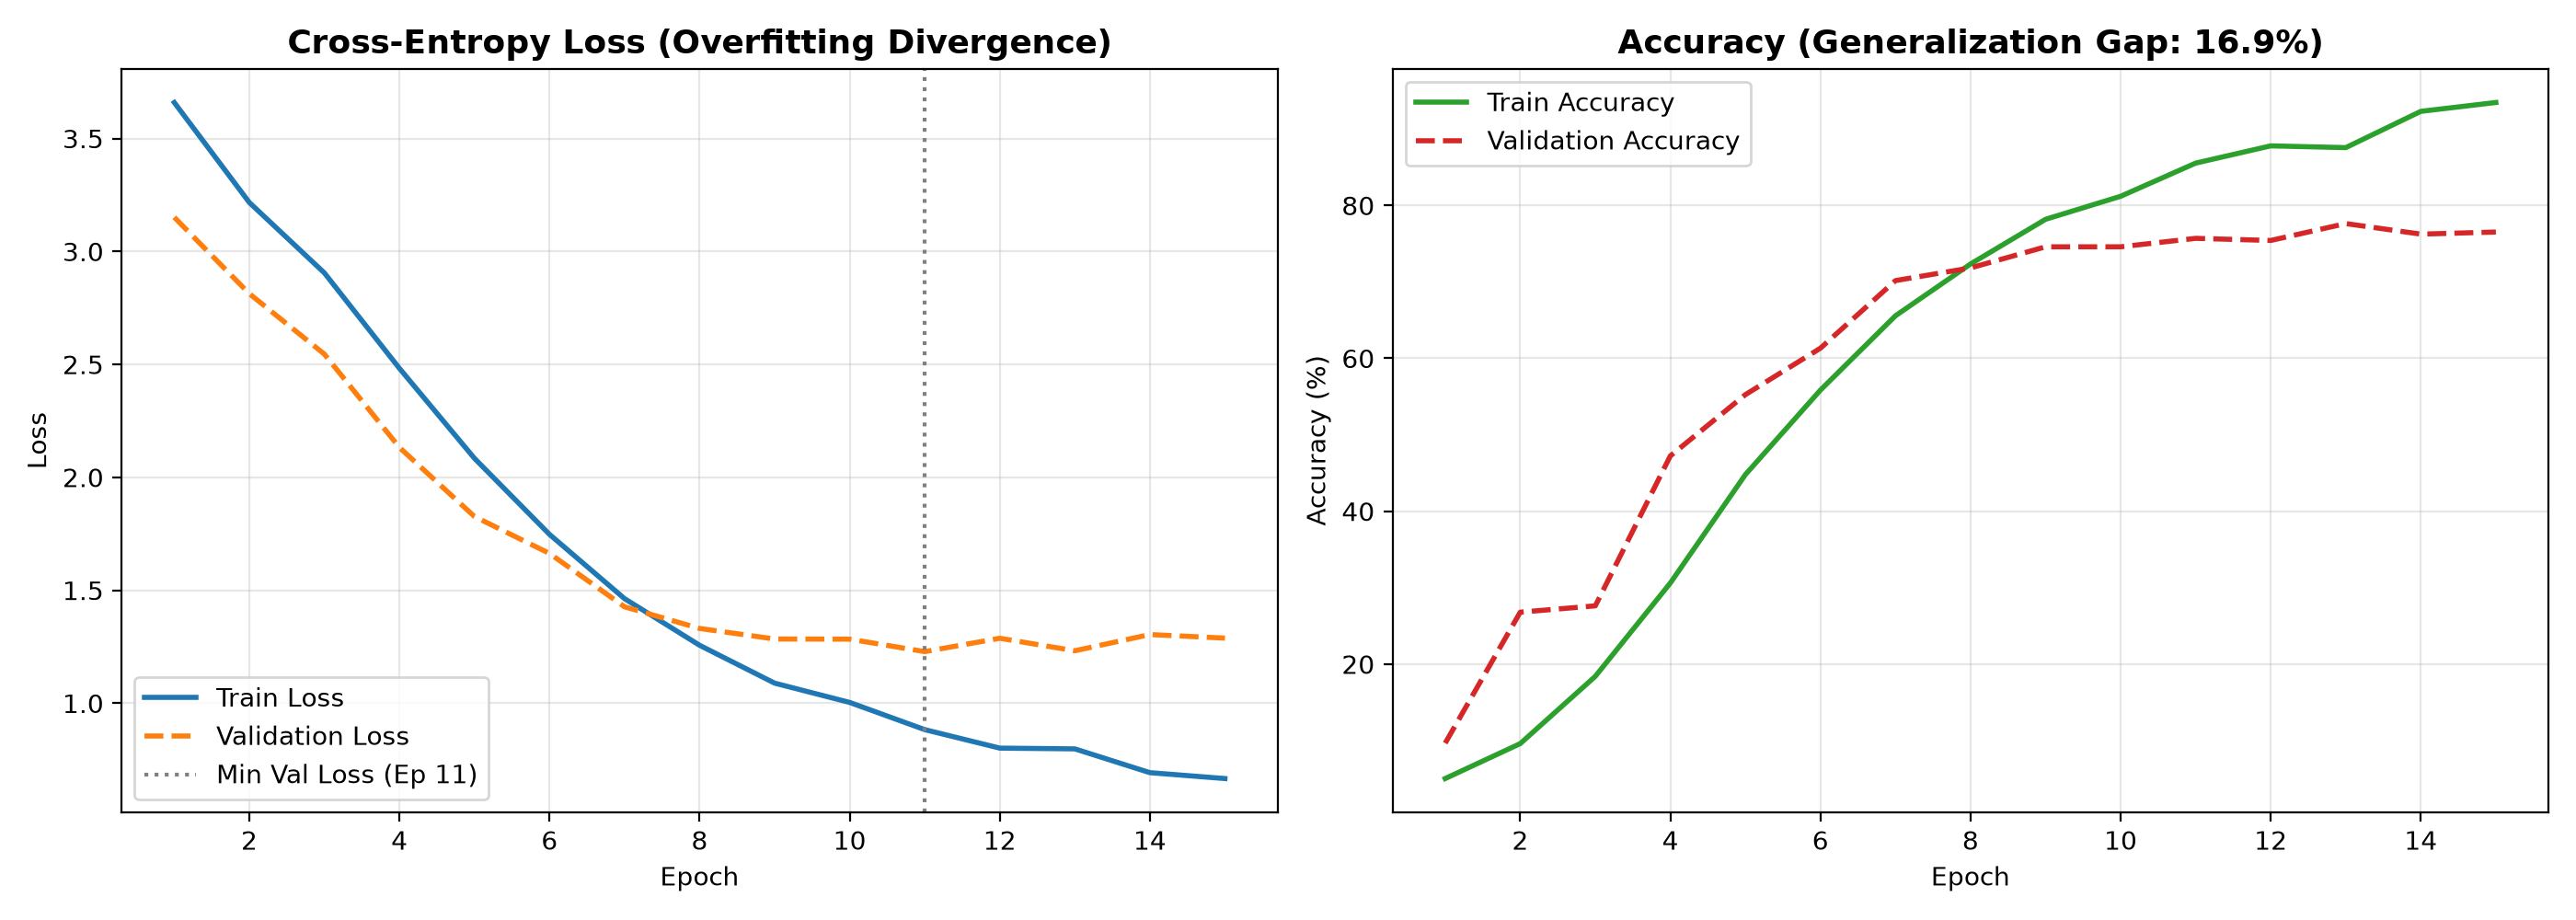 Cross-Entropy Loss (Overfitting Divergence)
3.5
3.0
2.5
2.0
1.5
1.0
Loss
Train Loss
Validation Loss
Min Val Loss (Ep 11)
2 4 6 8 10 12 14
Epoch
Accuracy (Generalization Gap: 16.9%)
Train Accuracy
Validation Accuracy
80
60
40
20
Accuracy (%)
2 4 6 8 10 12 14
Epoch